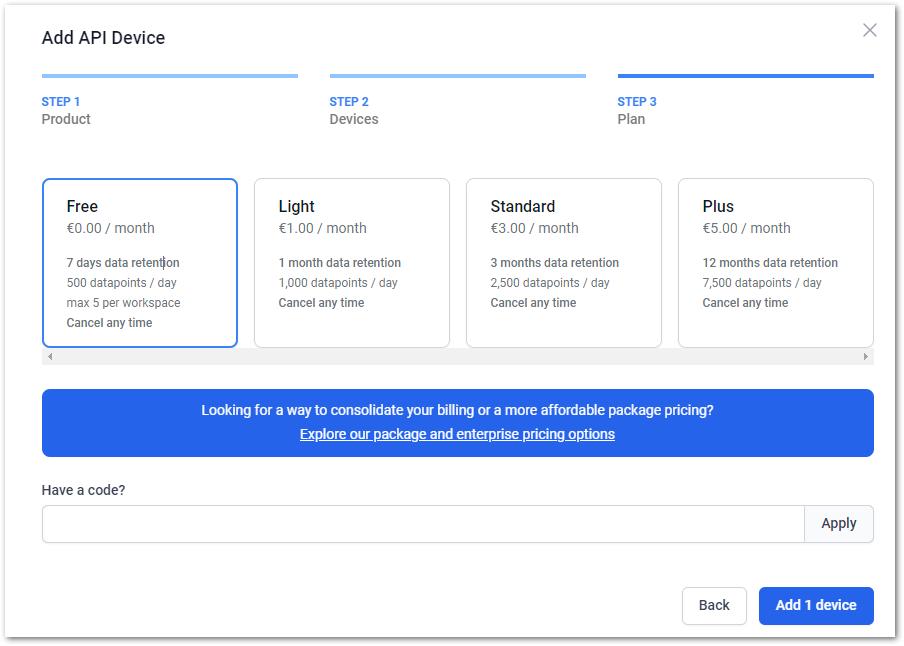 Add API Device
STEP 1
Product
STEP 2
Devices
STEP 3
Plan
Free
€0.00 / month
7 days data retention
500 datapoints / day
max 5 per workspace
Cancel any time
Light
€1.00 / month
1 month data retention
1,000 datapoints / day
Cancel any time
Standard
€3.00 / month
3 months data retention
2,500 datapoints / day
Cancel any time
Plus
€5.00 / month
12 months data retention
7,500 datapoints / day
Cancel any time
Looking for a way to consolidate your billing or a more affordable package pricing?
Explore our package and enterprise pricing options
Have a code?
Apply
Back
Add 1 device